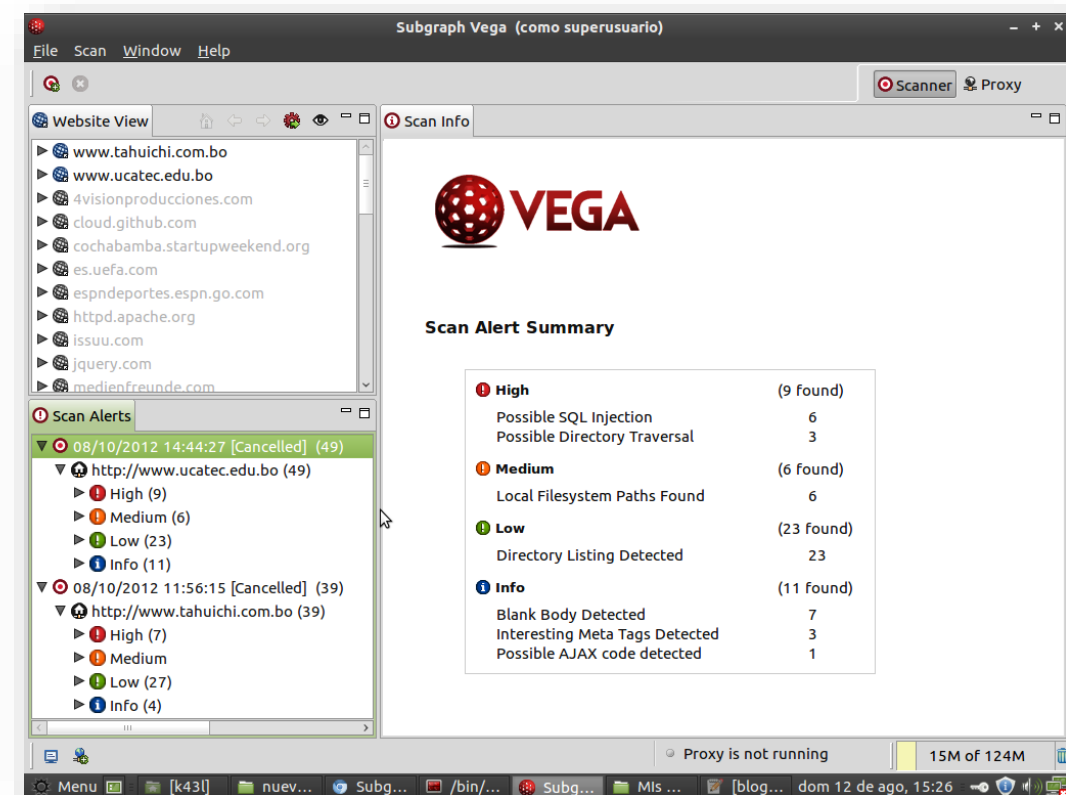 Subgraph Vega (como superusuario)
File Scan Window Help
Scanner Proxy
Website View
www.tahuichi.com.bo
www.ucatec.edu.bo
4visionproducciones.com
cloud.github.com
cochabamba.startupweekend.org
es.uefa.com
espndeportes.espn.go.com
httpd.apache.org
issuu.com
jquery.com
medienfreunde.com
Scan Alerts
08/10/2012 14:44:27 [Cancelled] (49)
http://www.ucatec.edu.bo (49)
High (9)
Medium (6)
Low (23)
Info (11)
08/10/2012 11:56:15 [Cancelled] (39)
http://www.tahuichi.com.bo (39)
High (7)
Medium
Low (27)
Info (4)
Scan Info
VEGA
Scan Alert Summary
High (9 found)
Possible SQL Injection 6
Possible Directory Traversal 3
Medium (6 found)
Local Filesystem Paths Found 6
Low (23 found)
Directory Listing Detected 23
Info (11 found)
Blank Body Detected 7
Interesting Meta Tags Detected 3
Possible AJAX code detected 1
Proxy is not running
15M of 124M
Menu [k43l] nuev... Subg... /bin/... Subg... MIs ... [blog... dom 12 de ago, 15:26